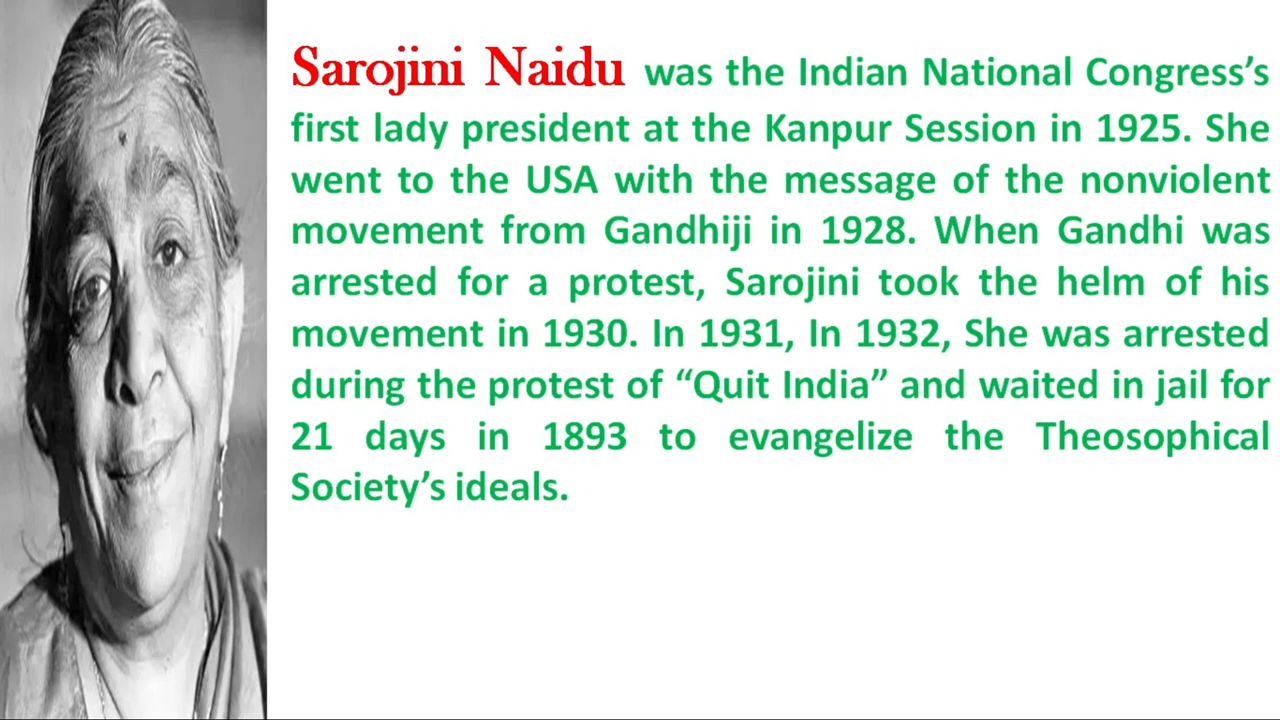 Sarojini Naidu was the Indian National Congress’s
first lady president at the Kanpur Session in 1925. She
went to the USA with the message of the nonviolent
movement from Gandhiji in 1928. When Gandhi was
arrested for a protest, Sarojini took the helm of his
movement in 1930. In 1931, In 1932, She was arrested
during the protest of “Quit India” and waited in jail for
21 days in 1893 to evangelize the Theosophical
Society’s ideals.